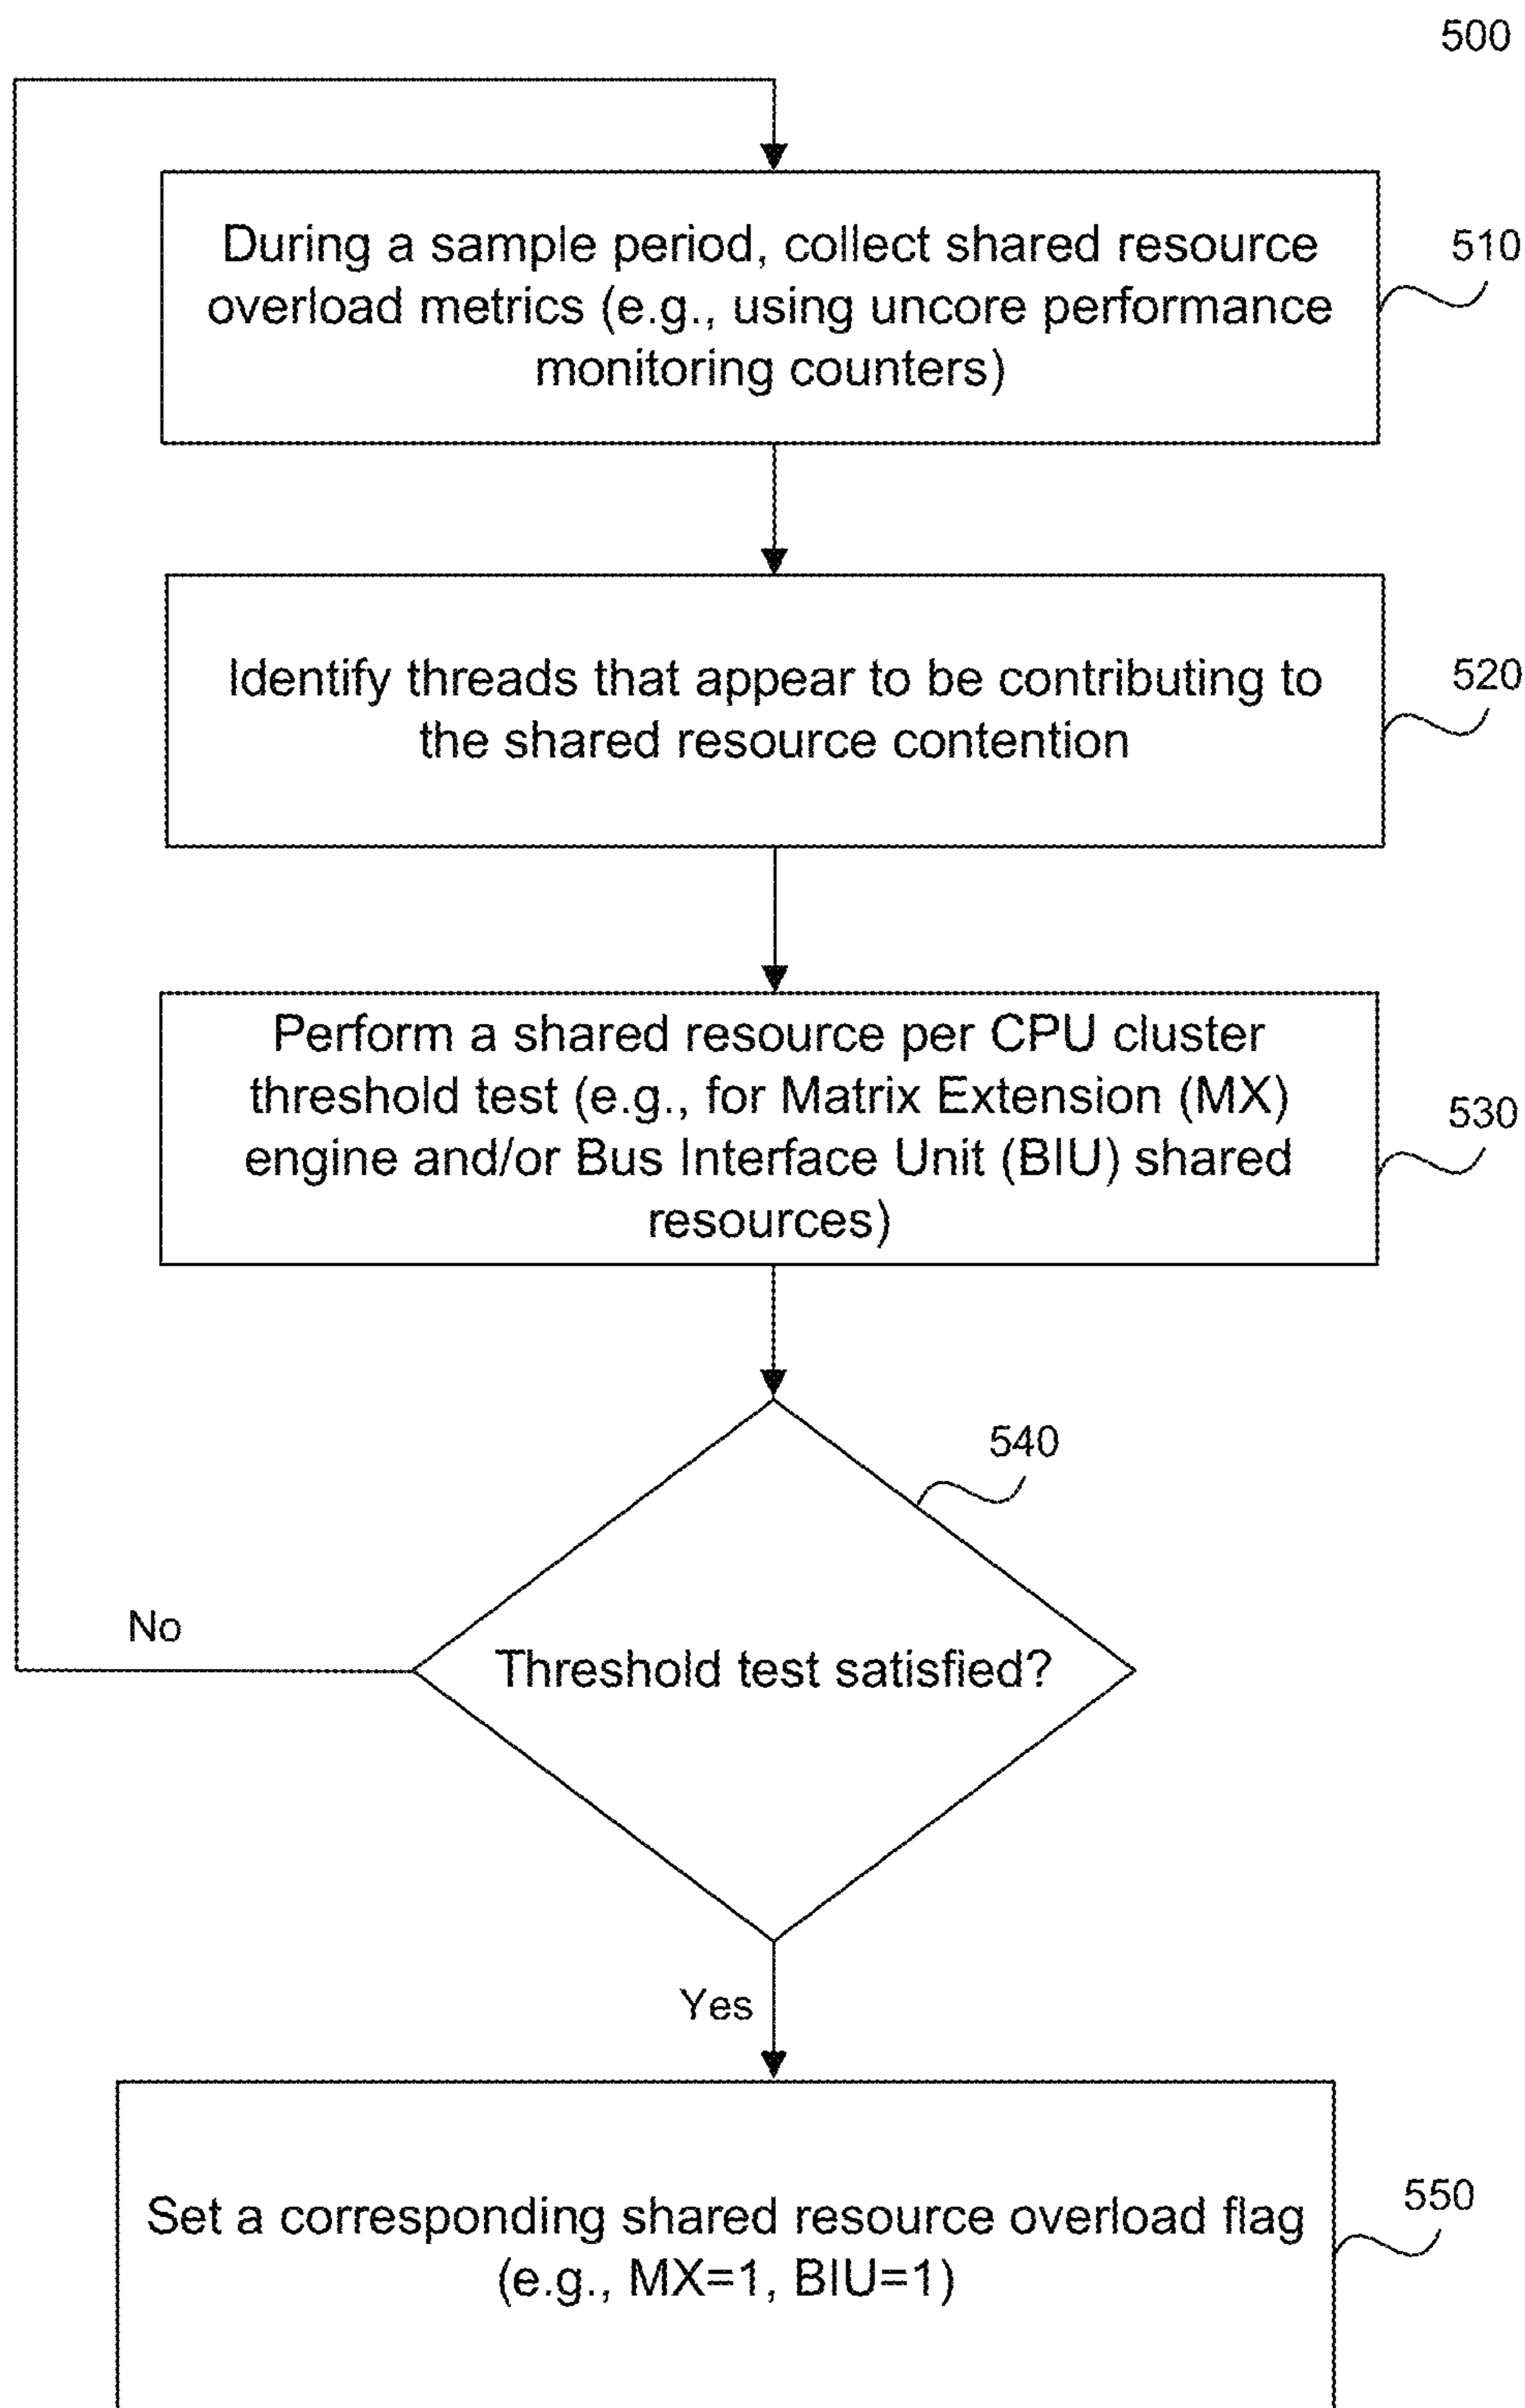 500
During a sample period, collect shared resource
overload metrics (e.g., using uncore performance
monitoring counters)
510
Identify threads that appear to be contributing to
the shared resource contention
520
Perform a shared resource per CPU cluster
threshold test (e.g., for Matrix Extension (MX)
engine and/or Bus Interface Unit (BIU) shared
resources)
530
540
Threshold test satisfied?
No
Yes
Set a corresponding shared resource overload flag
(e.g., MX=1, BIU=1)
550